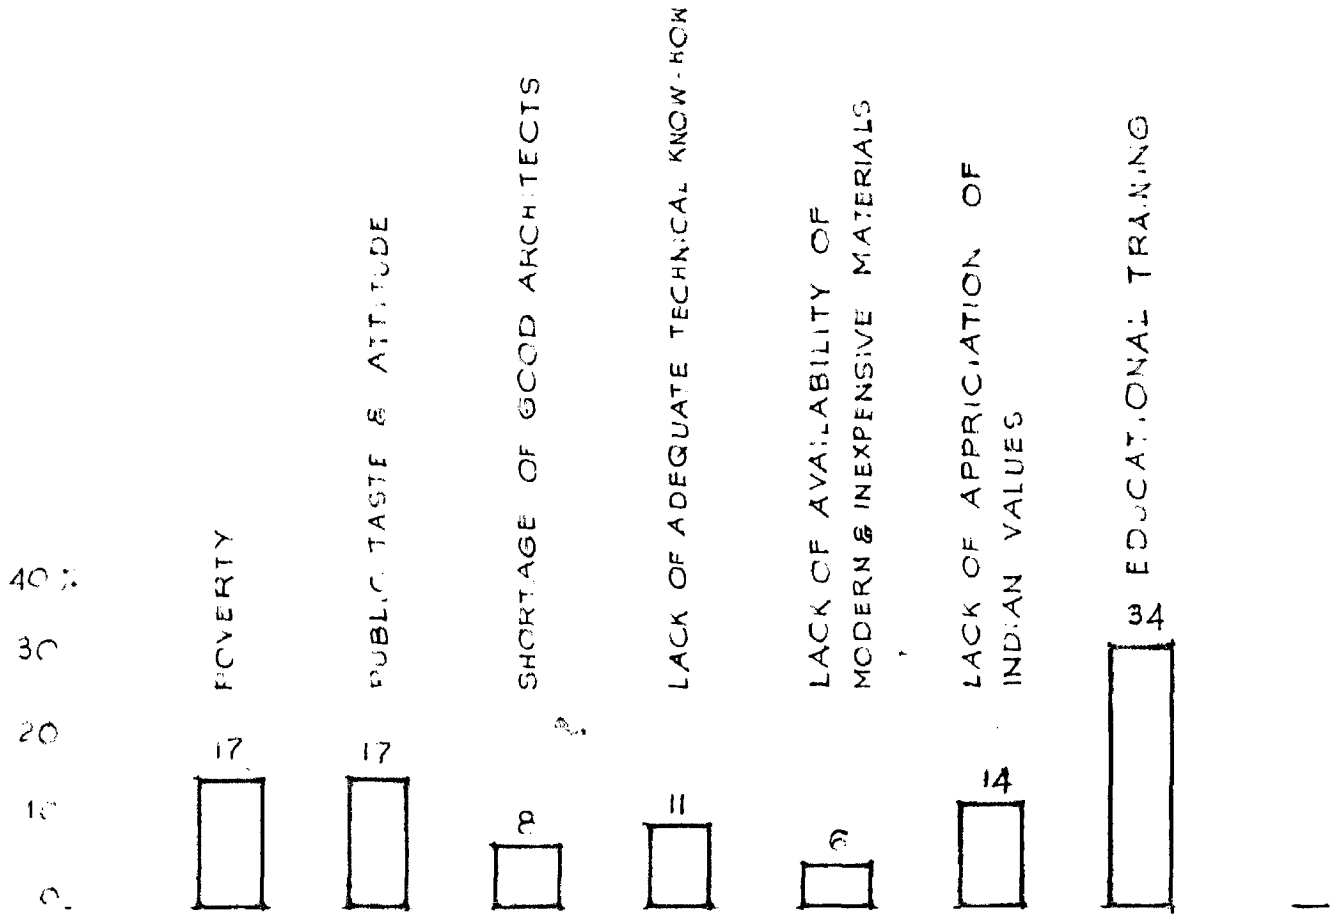 40 %
30
20
10
0
POVERTY
17
PUBLIC TASTE & ATTITUDE
17
SHORTAGE OF GOOD ARCHITECTS
8
LACK OF ADEQUATE TECHNICAL KNOW-HOW
11
LACK OF AVAILABILITY OF
MODERN & INEXPENSIVE MATERIALS
6
LACK OF APPRICIATION OF
INDIAN VALUES
14
EDUCATIONAL TRAINING
34